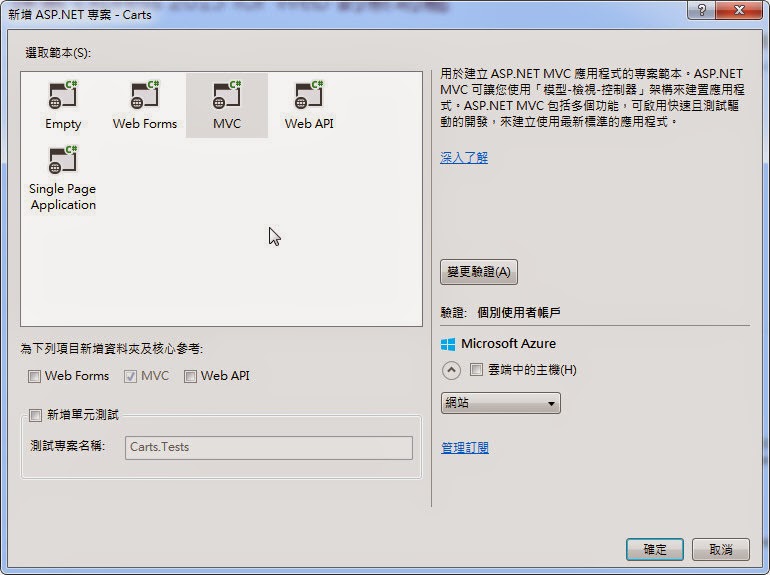 新增 ASP.NET 專案 - Carts
選取範本(S):
Empty
Web Forms
MVC
Web API
Single Page
Application
用於建立 ASP.NET MVC 應用程式的專案範本。ASP.NET
MVC 可讓您使用「模型-檢視-控制器」架構來建置應用程
式。ASP.NET MVC 包括多個功能，可啟用快速且測試驅
動的開發，來建立使用最新標準的應用程式。
深入了解
變更驗證(A)
驗證: 個別使用者帳戶
Microsoft Azure
雲端中的主機(H)
網站
管理訂閱
為下列項目新增資料夾及核心參考:
Web Forms
MVC
Web API
新增單元測試
測試專案名稱:
Carts.Tests
確定
取消